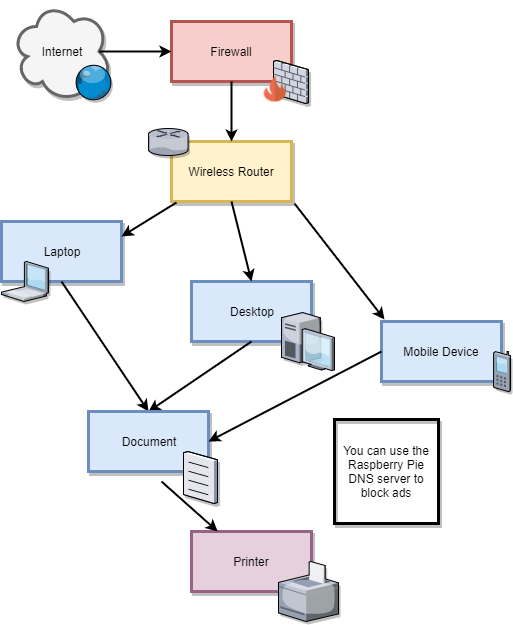 Internet
Firewall
Wireless Router
Laptop
Desktop
Mobile Device
Document
You can use the
Raspberry Pie
DNS server to
block ads
Printer